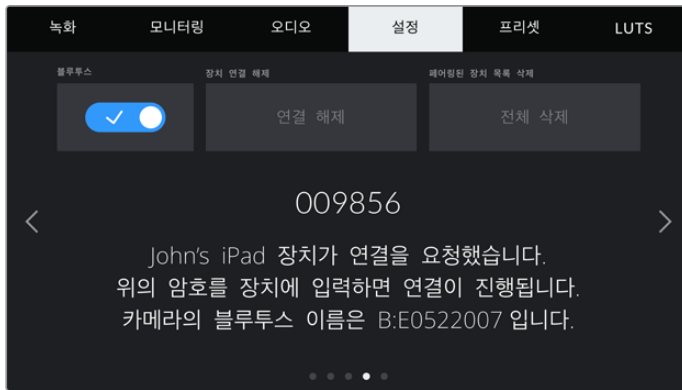 녹화 모니터링 오디오 설정 프리셋 LUTS
블루투스 장치 연결 해제 페어링된 장치 목록 삭제
연결 해제 전체 삭제
009856
John's iPad 장치가 연결을 요청했습니다.
위의 암호를 장치에 입력하면 연결이 진행됩니다.
카메라의 블루투스 이름은 B:E0522007 입니다.